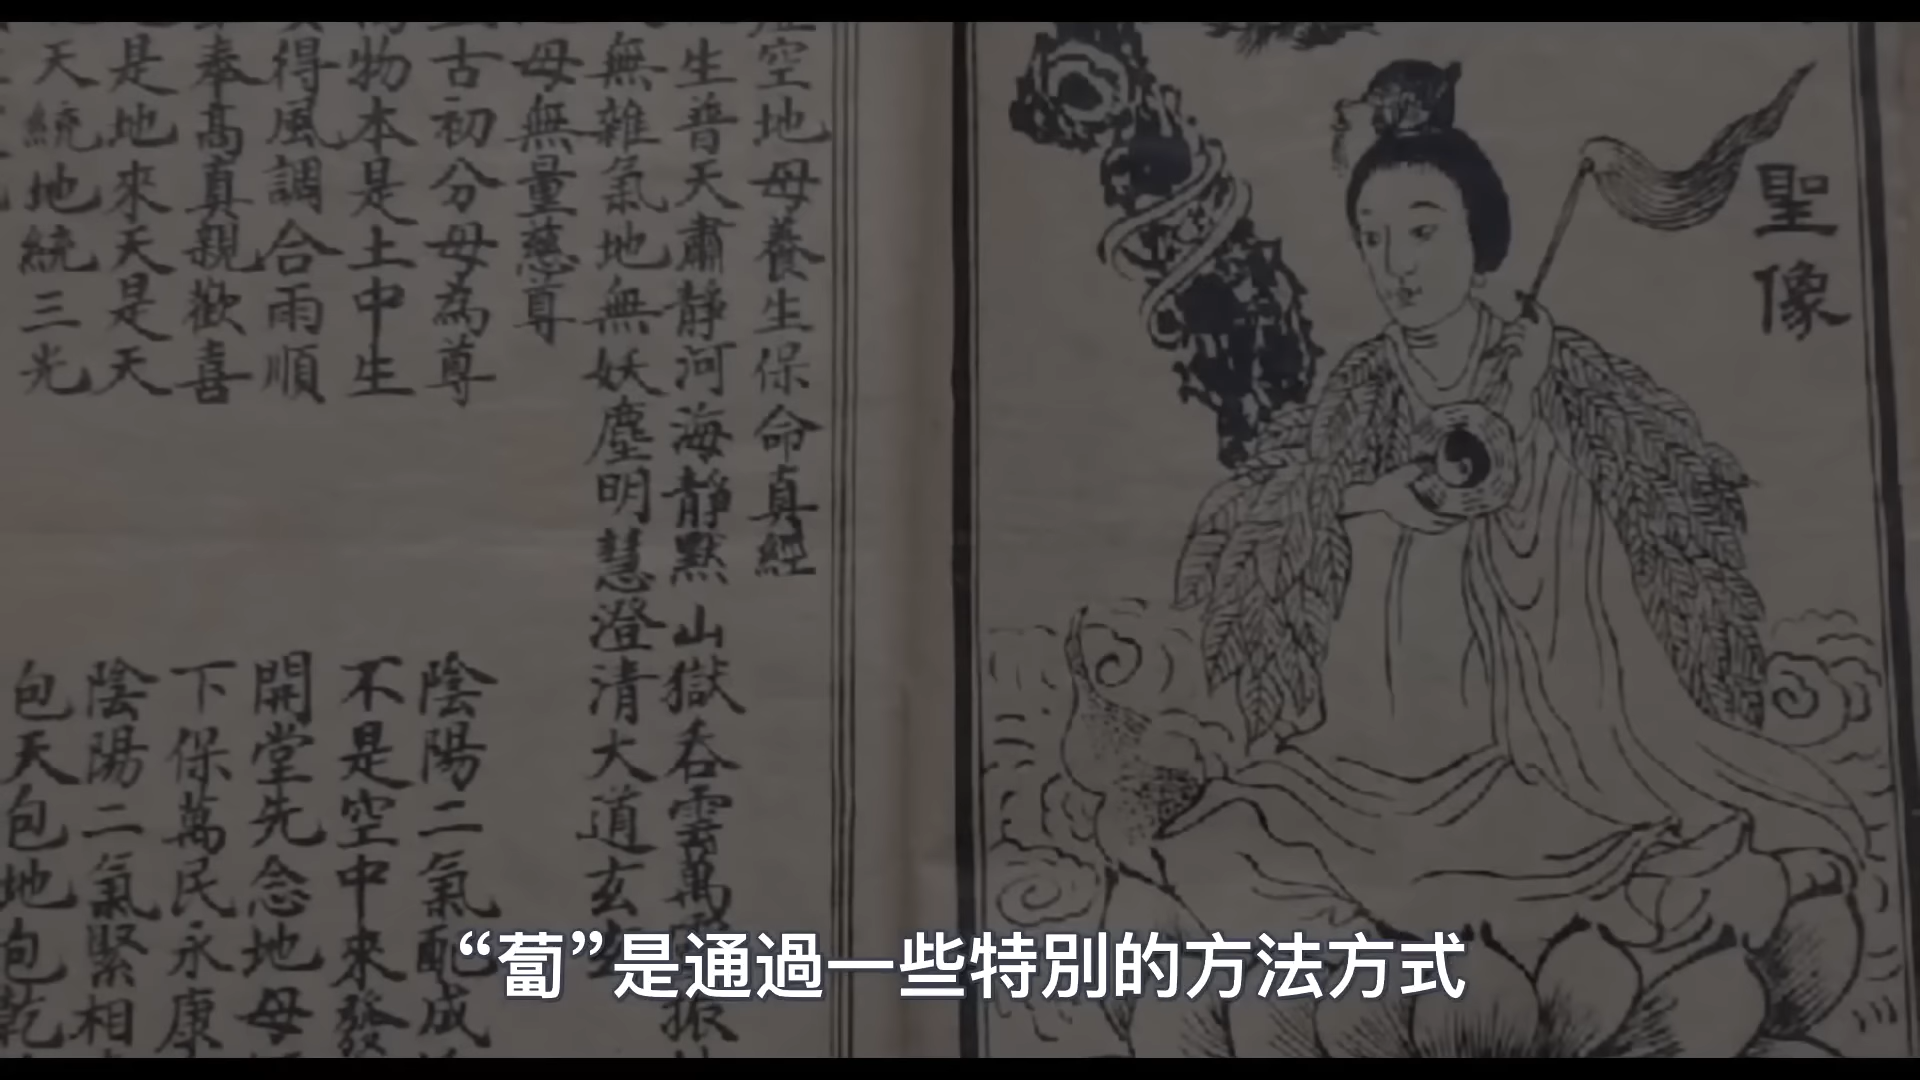 聖像
空地母養生保命真經
生普天肅靜河海靜默山獄吞雲萬
無雜氣地無妖塵明慧澄清大道玄
母無量慈尊
古初分母為尊 陰陽二氣配成
物本是土中生 不是空中來發
得風調合雨順 開堂先念地母
奉高真親歡喜 下保萬民永康
是地來天是天 陰陽二氣緊相
天統地統三光 包天包地包乾
“蔔”是通過一些特別的方法方式